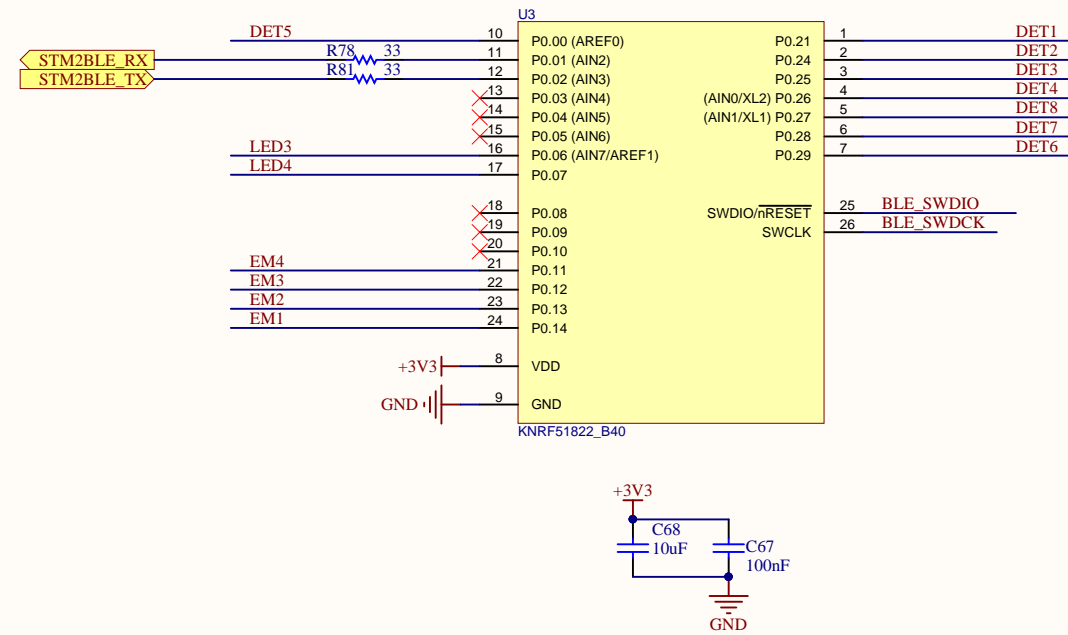 U3
DET5 10 P0.00 (AREF0) P0.21 1 DET1
STM2BLE_RX R78 33 11 P0.01 (AIN2) P0.24 2 DET2
STM2BLE_TX R81 33 12 P0.02 (AIN3) P0.25 3 DET3
13 P0.03 (AIN4) (AIN0/XL2) P0.26 4 DET4
14 P0.04 (AIN5) (AIN1/XL1) P0.27 5 DET8
15 P0.05 (AIN6) P0.28 6 DET7
LED3 16 P0.06 (AIN7/AREF1) P0.29 7 DET6
LED4 17 P0.07
18 P0.08 SWDIO/nRESET 25 BLE_SWDIO
19 P0.09 SWCLK 26 BLE_SWDCK
20 P0.10
EM4 21 P0.11
EM3 22 P0.12
EM2 23 P0.13
EM1 24 P0.14
+3V3 8 VDD
GND 9 GND
KNRF51822_B40
+3V3
C68
10uF C67
100nF
GND